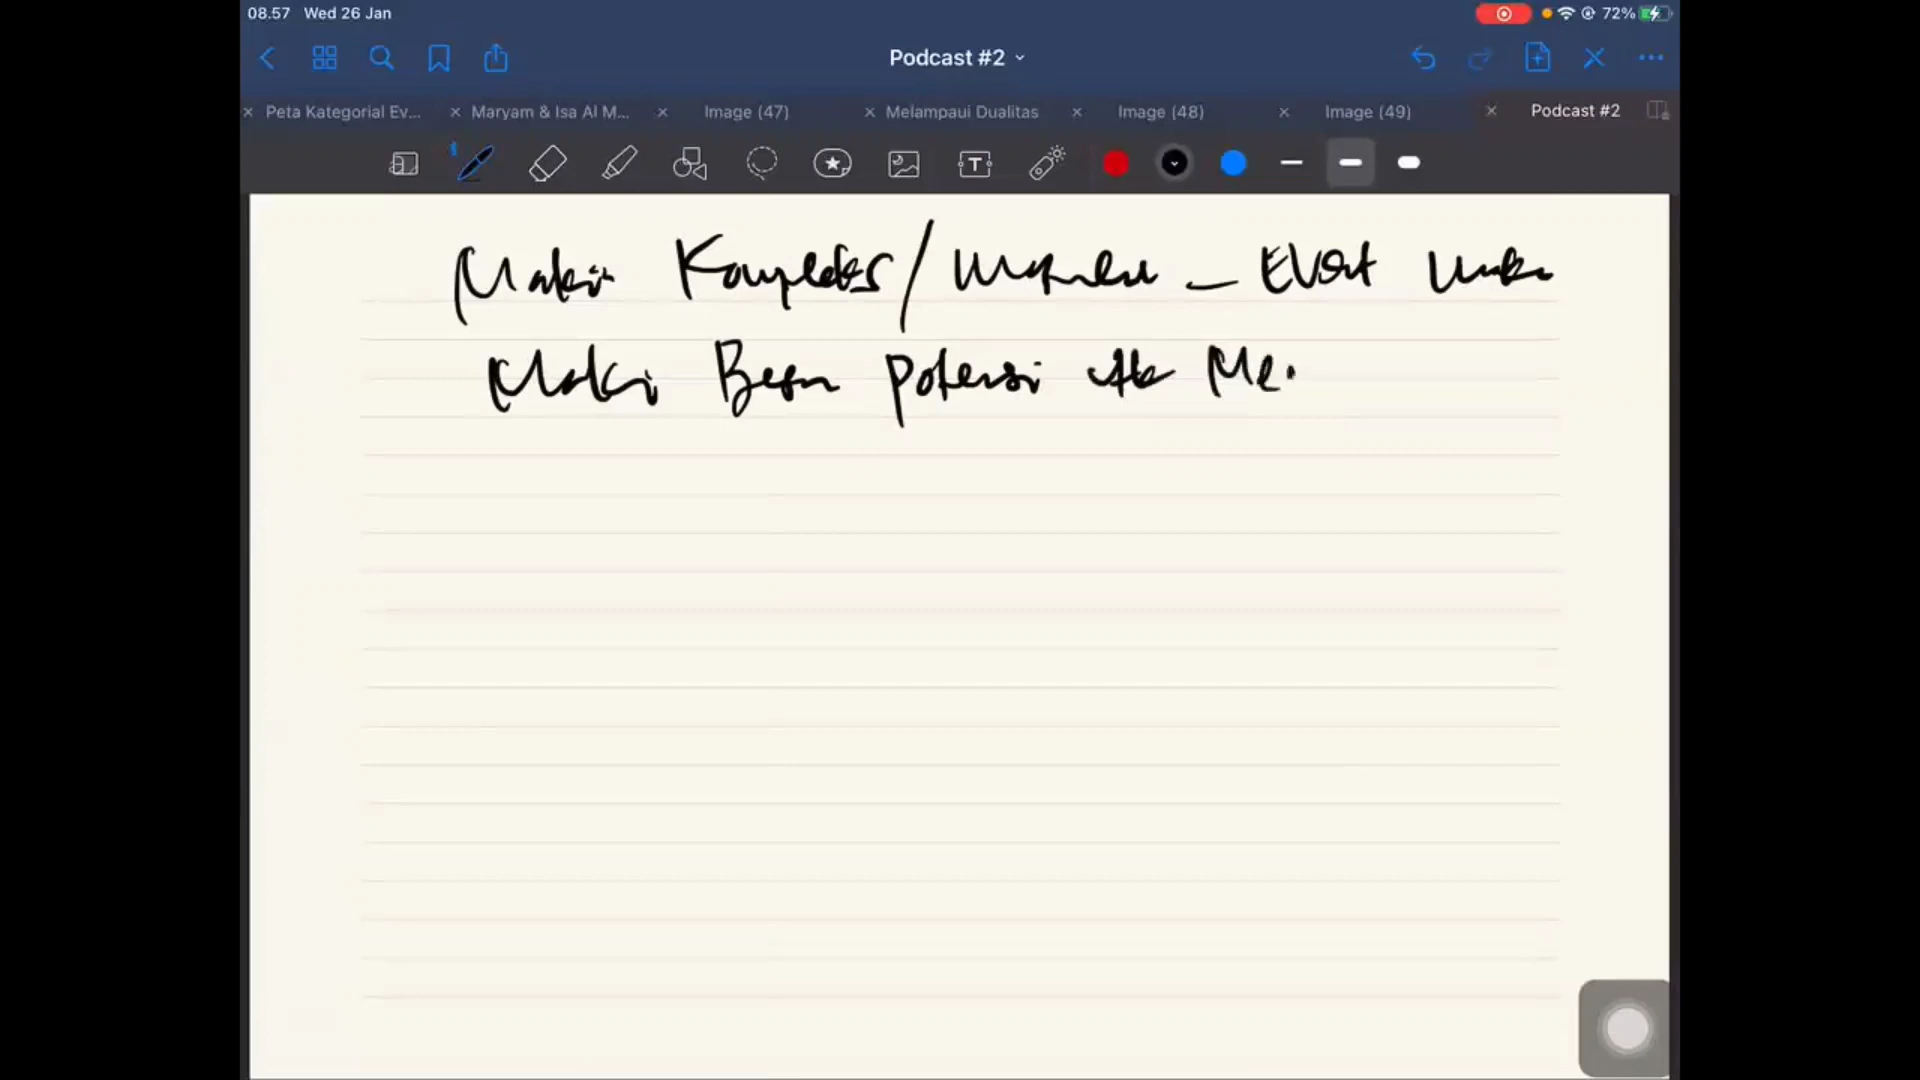 08.57 Wed 26 Jan 72%
Podcast #2
Peta Kategorial Ev... Maryam & Isa Al M... Image (47) Melampaui Dualitas Image (48) Image (49) Podcast #2
T
Makin Kompleks /
Makin Besar potensi Me.